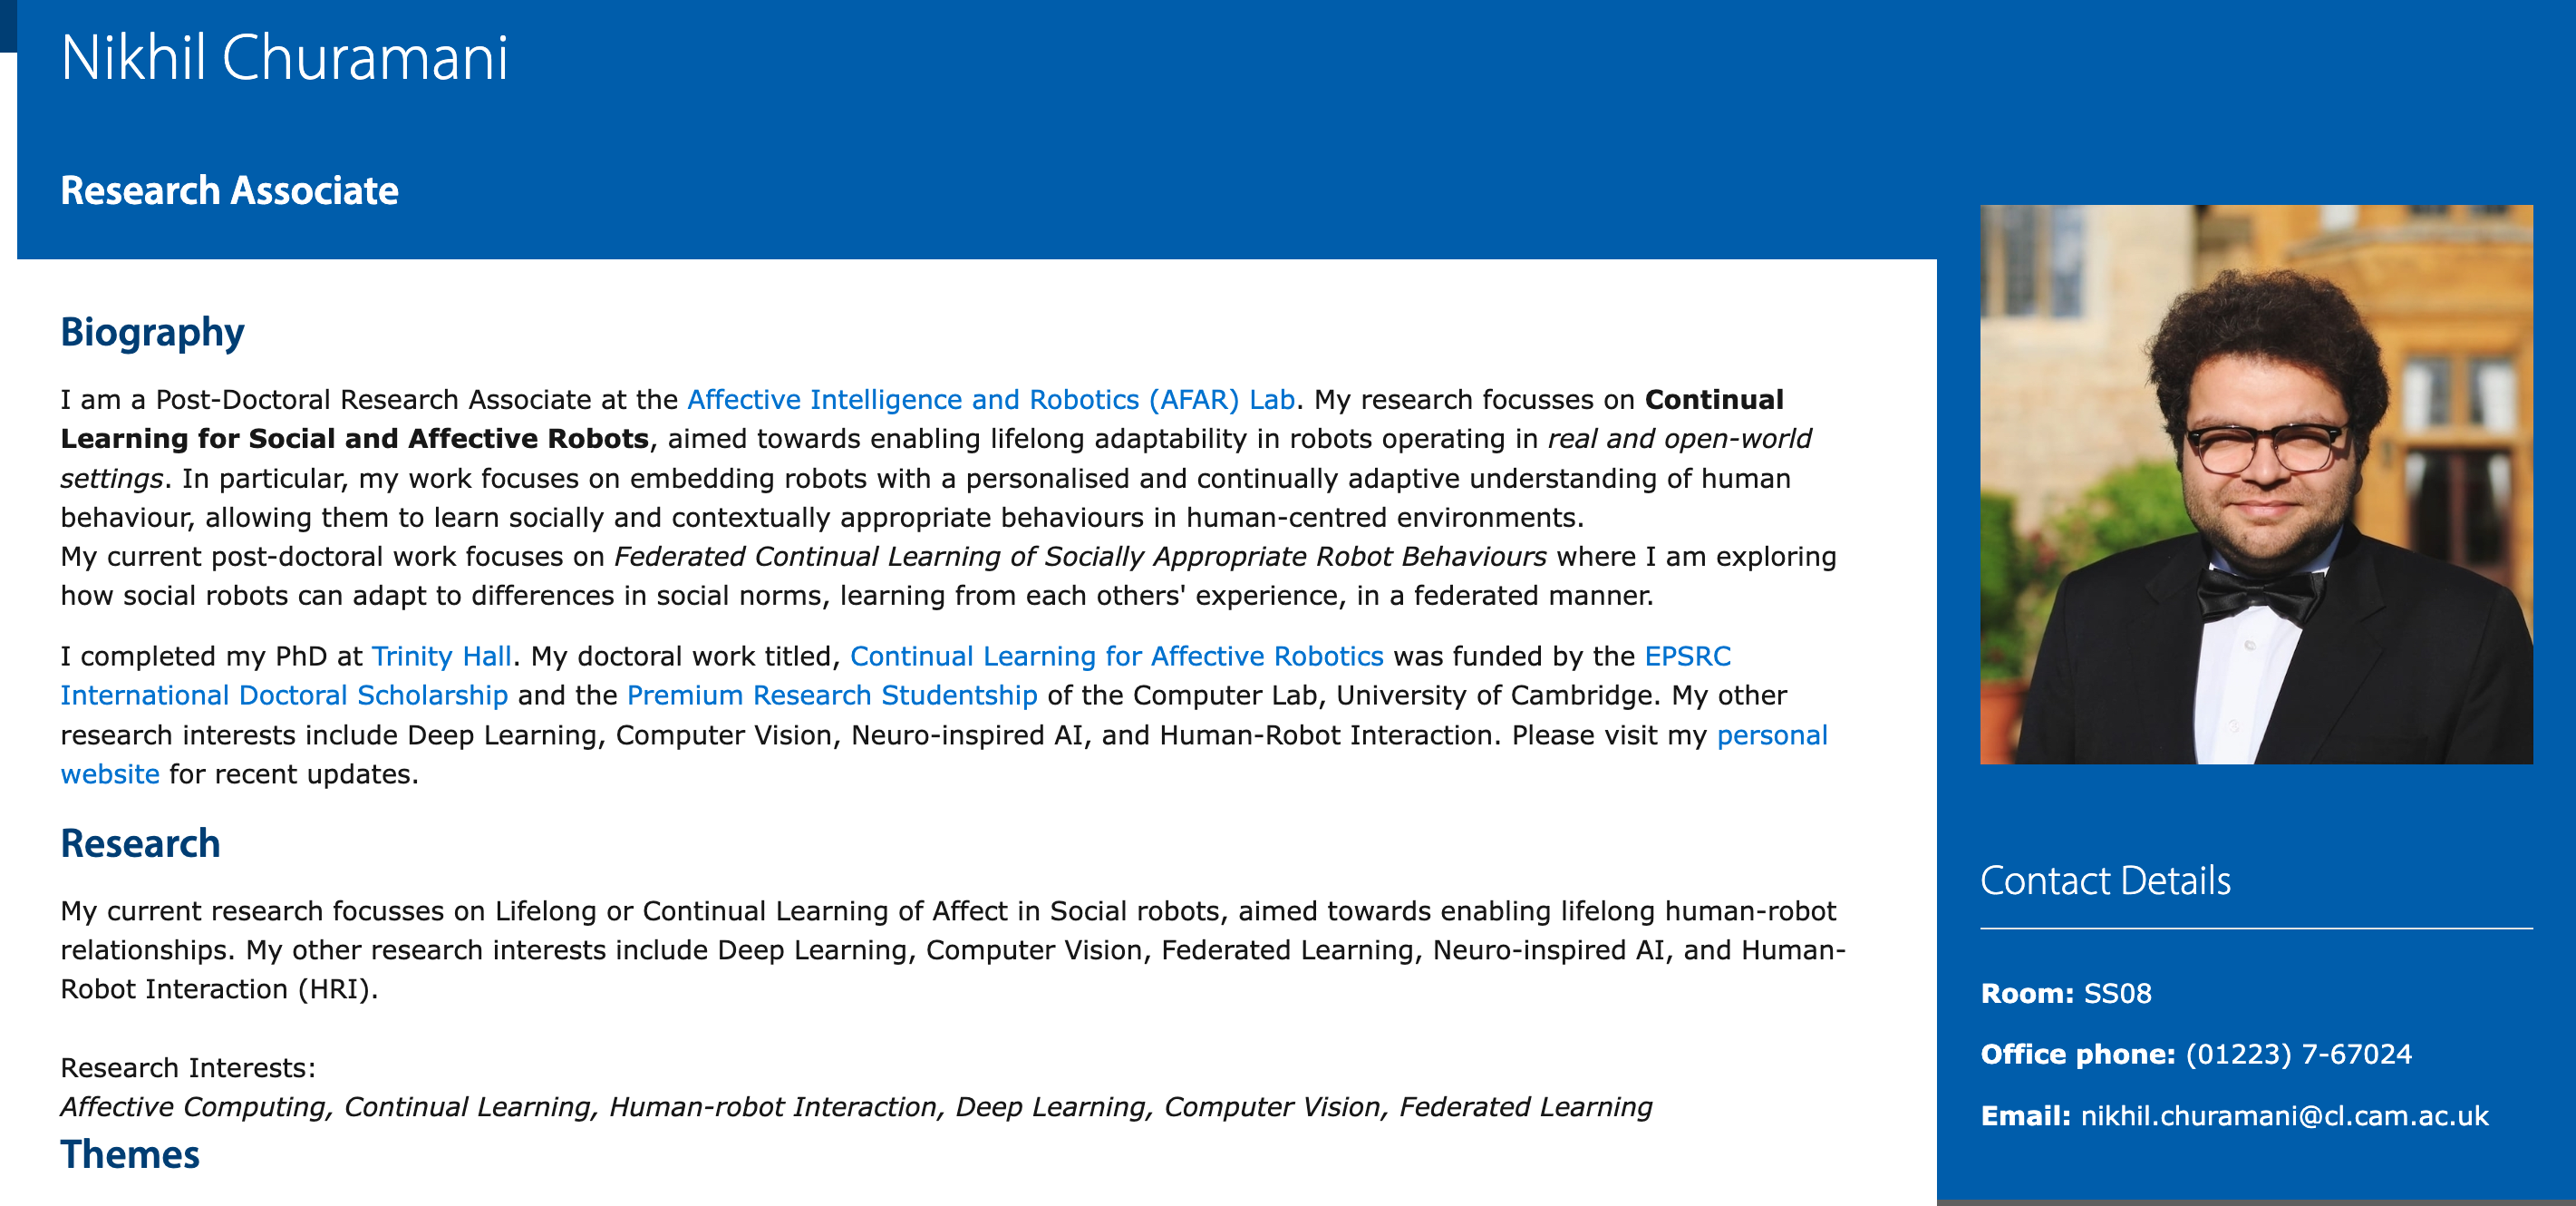 Nikhil Churamani
Research Associate
Biography
I am a Post-Doctoral Research Associate at the Affective Intelligence and Robotics (AFAR) Lab. My research focusses on Continual
Learning for Social and Affective Robots, aimed towards enabling lifelong adaptability in robots operating in real and open-world
settings. In particular, my work focuses on embedding robots with a personalised and continually adaptive understanding of human
behaviour, allowing them to learn socially and contextually appropriate behaviours in human-centred environments.
My current post-doctoral work focuses on Federated Continual Learning of Socially Appropriate Robot Behaviours where I am exploring
how social robots can adapt to differences in social norms, learning from each others' experience, in a federated manner.
I completed my PhD at Trinity Hall. My doctoral work titled, Continual Learning for Affective Robotics was funded by the EPSRC
International Doctoral Scholarship and the Premium Research Studentship of the Computer Lab, University of Cambridge. My other
research interests include Deep Learning, Computer Vision, Neuro-inspired AI, and Human-Robot Interaction. Please visit my personal
website for recent updates.
Research
My current research focusses on Lifelong or Continual Learning of Affect in Social robots, aimed towards enabling lifelong human-robot
relationships. My other research interests include Deep Learning, Computer Vision, Federated Learning, Neuro-inspired AI, and Human-
Robot Interaction (HRI).
Research Interests:
Affective Computing, Continual Learning, Human-robot Interaction, Deep Learning, Computer Vision, Federated Learning
Themes
Contact Details
Room: SS08
Office phone: (01223) 7-67024
Email: nikhil.churamani@cl.cam.ac.uk